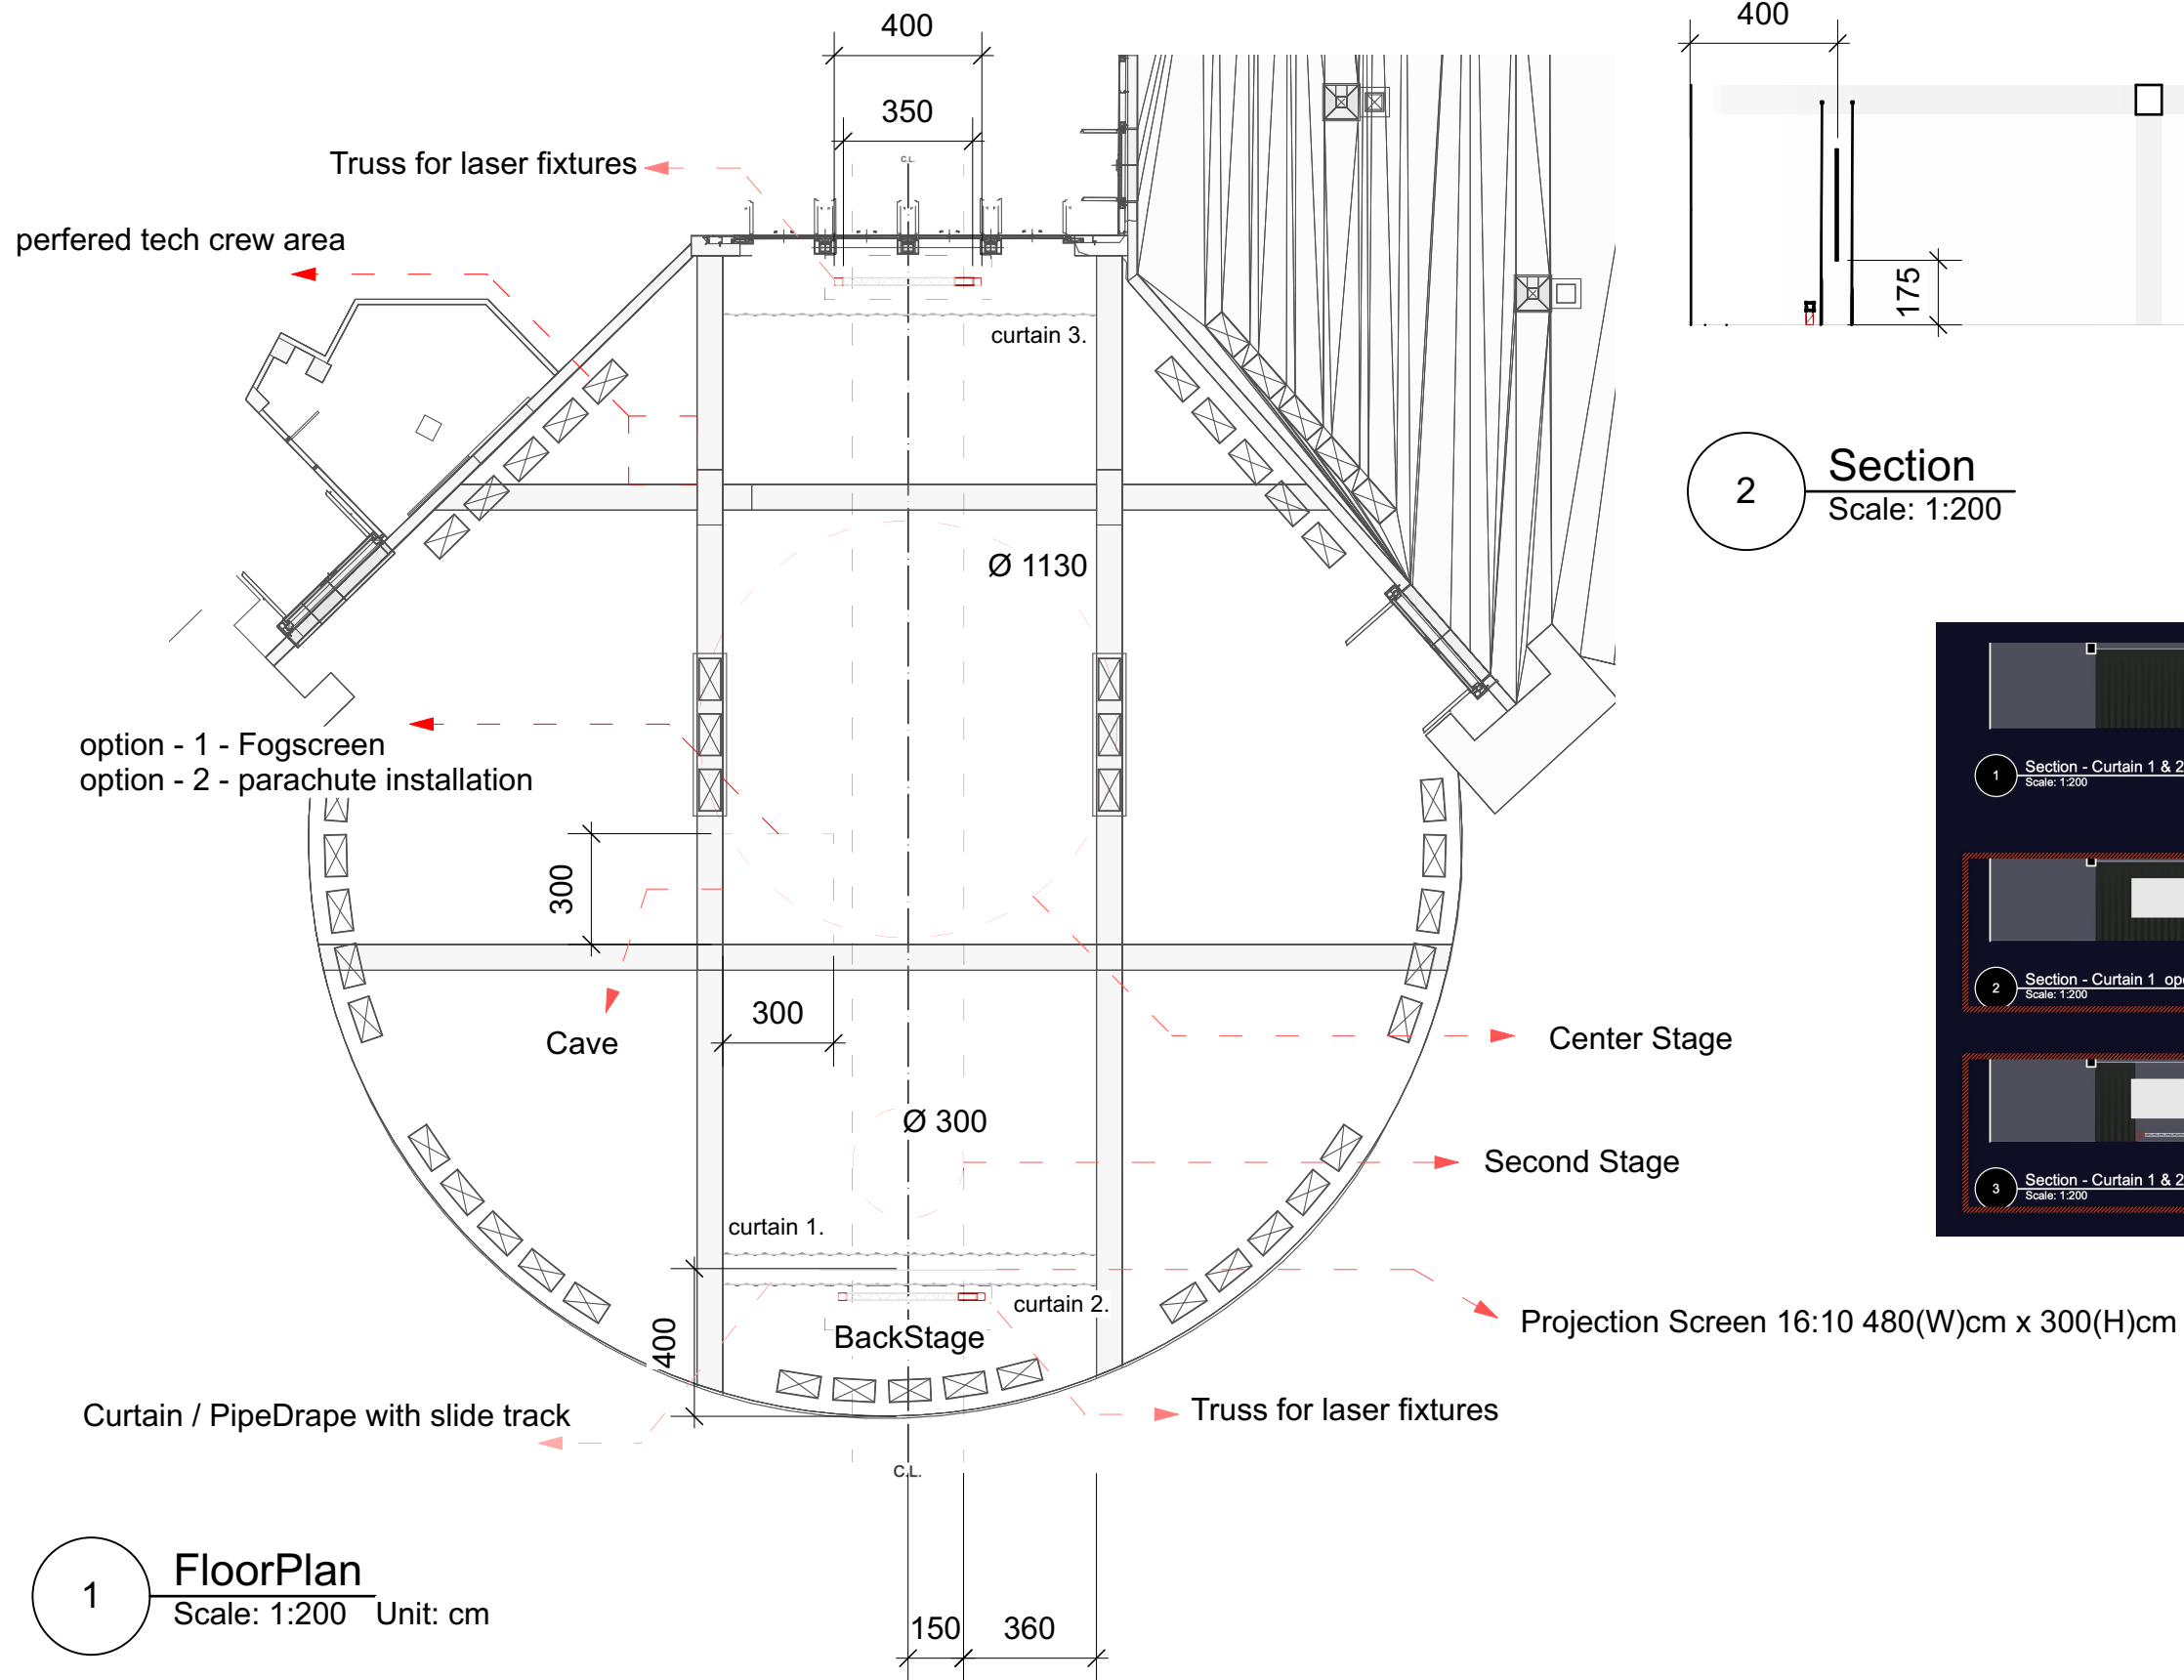 400
350
C.L.
Truss for laser fixtures
perfered tech crew area
curtain 3.
Ø 1130
option - 1 - Fogscreen
option - 2 - parachute installation
300
300
Cave
Center Stage
Ø 300
Second Stage
curtain 1.
curtain 2.
400
BackStage
Projection Screen 16:10 480(W)cm x 300(H)cm
Curtain / PipeDrape with slide track
Truss for laser fixtures
C.L.
1
FloorPlan
Scale: 1:200 Unit: cm
150
360
400
175
2
Section
Scale: 1:200
1
Section - Curtain 1 & 2
Scale: 1:200
2
Section - Curtain 1
Scale: 1:200
3
Section - Curtain 1 & 2
Scale: 1:200